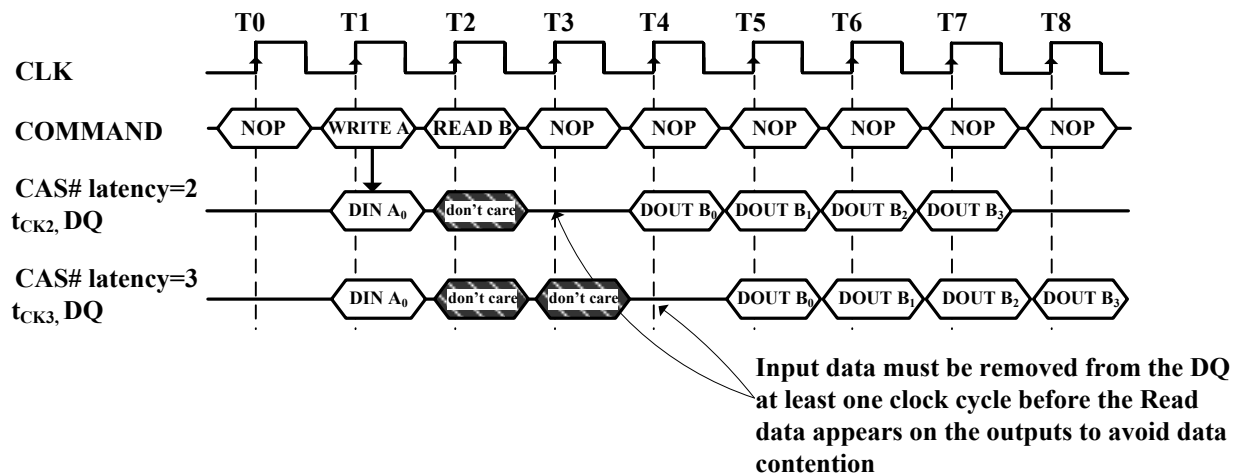 T0 T1 T2 T3 T4 T5 T6 T7 T8
CLK
COMMAND NOP WRITE A READ B NOP NOP NOP NOP NOP NOP
CAS# latency=2
tCK2, DQ DIN A0 don't care DOUT B0 DOUT B1 DOUT B2 DOUT B3
CAS# latency=3
tCK3, DQ DIN A0 don't care don't care DOUT B0 DOUT B1 DOUT B2 DOUT B3
Input data must be removed from the DQ
at least one clock cycle before the Read
data appears on the outputs to avoid data
contention